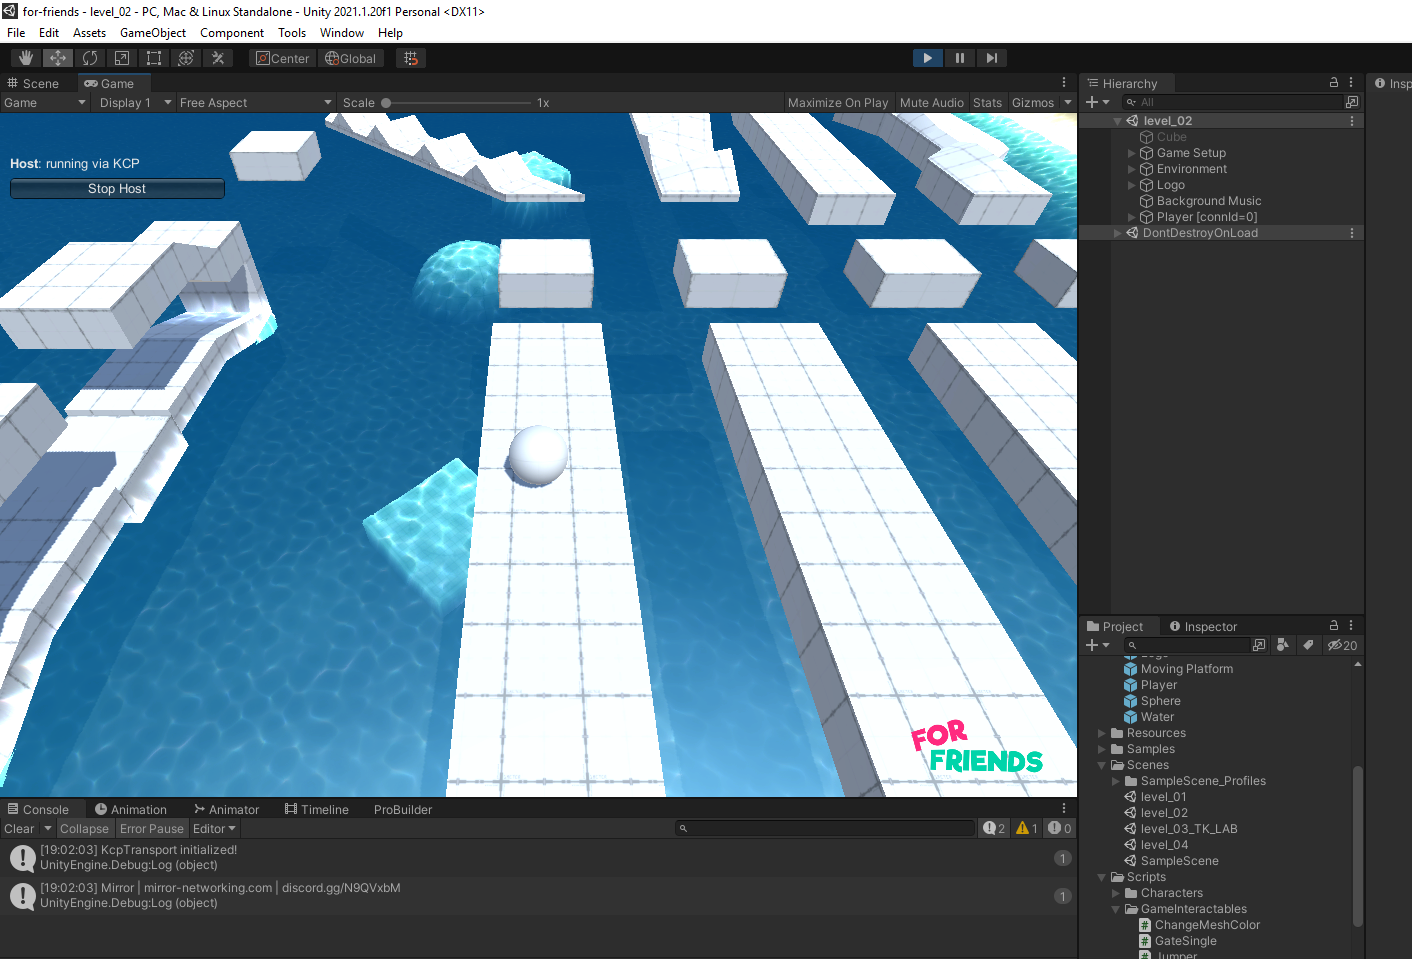 for-friends - level_02 - PC, Mac & Linux Standalone - Unity 2021.1.20f1 Personal <DX11>
File Edit Assets GameObject Component Tools Window Help
Center Global
Scene Game
Game Display 1 Free Aspect Scale 1x Maximize On Play Mute Audio Stats Gizmos
Host: running via KCP
Stop Host
FOR
FRIENDS
Hierarchy
All
level_02
Cube
Game Setup
Environment
Logo
Background Music
Player [connId=0]
DontDestroyOnLoad
Insp
Project Inspector
20
Logo
Moving Platform
Player
Sphere
Water
Resources
Samples
Scenes
SampleScene_Profiles
level_01
level_02
level_03_TK_LAB
level_04
SampleScene
Scripts
Characters
GameInteractables
ChangeMeshColor
GateSingle
Jumper
Console Animation Animator Timeline ProBuilder
Clear Collapse Error Pause Editor 2 1 0
[19:02:03] KcpTransport initialized!
UnityEngine.Debug:Log (object)
1
[19:02:03] Mirror | mirror-networking.com | discord.gg/N9QVxbM
UnityEngine.Debug:Log (object)
1